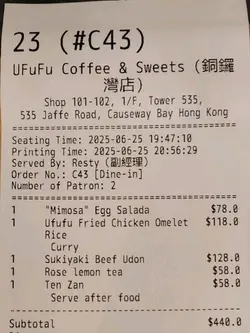 23 (#C43)
UFuFu Coffee & Sweets (銅鑼
灣店)
Shop 101-102, 1/F, Tower 535,
535 Jaffe Road, Causeway Bay Hong Kong
Seating Time: 2025-06-25 19:47:10
Printing Time: 2025-06-25 20:56:29
Served By: Resty (副經理)
Order No.: C43 [Dine-in]
Number of Patron: 2
1 "Mimosa" Egg Salada $78.0
1 Ufufu Fried Chicken Omelet $118.0
Rice
Curry
1 Sukiyaki Beef Udon $128.0
1 Rose lemon tea $58.0
1 Ten Zan $58.0
Serve after food
Subtotal $440.0